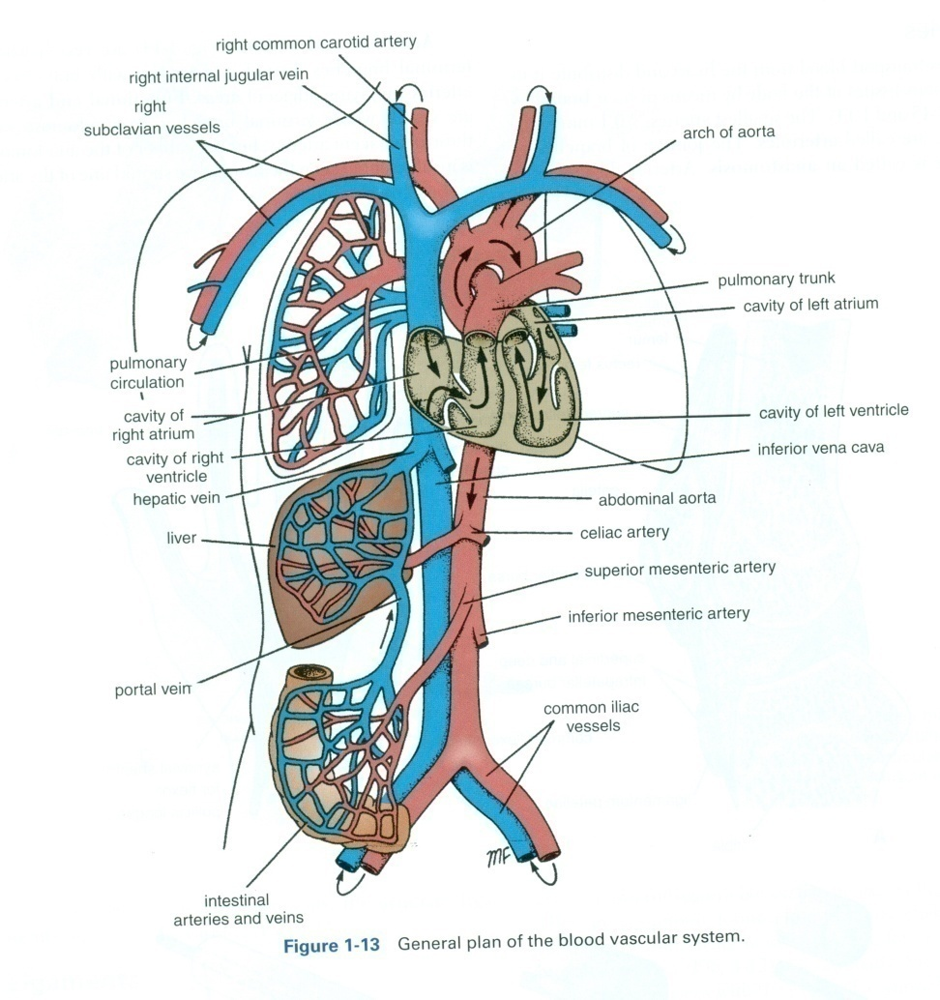 right common carotid artery
right internal jugular vein
right
subclavian vessels
arch of aorta
pulmonary trunk
cavity of left atrium
pulmonary
circulation
cavity of
right atrium
cavity of left ventricle
cavity of right
ventricle
inferior vena cava
hepatic vein
abdominal aorta
liver
celiac artery
superior mesenteric artery
inferior mesenteric artery
portal vein
common iliac
vessels
MF
intestinal
arteries and veins
Figure 1-13 General plan of the blood vascular system.